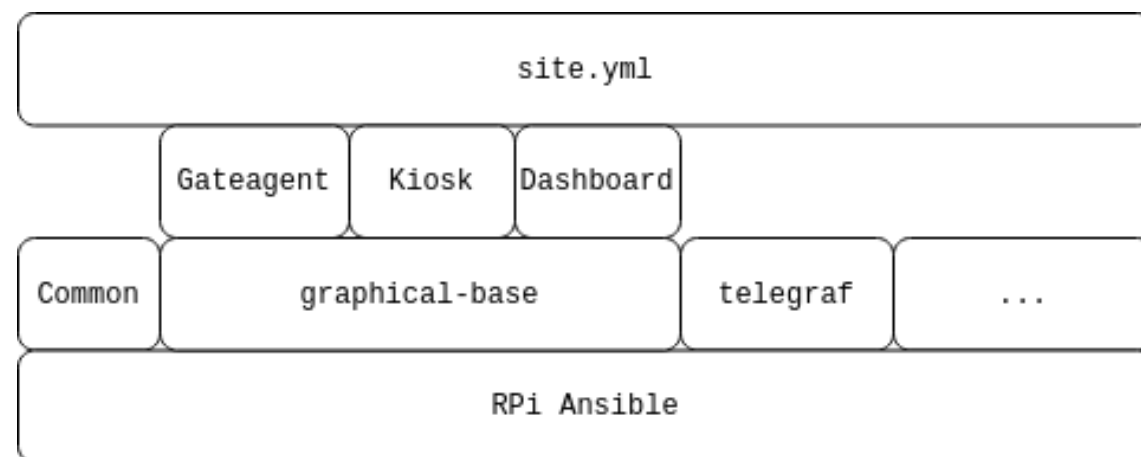 site.yml
Gateagent Kiosk Dashboard
Common graphical-base telegraf ...
RPi Ansible